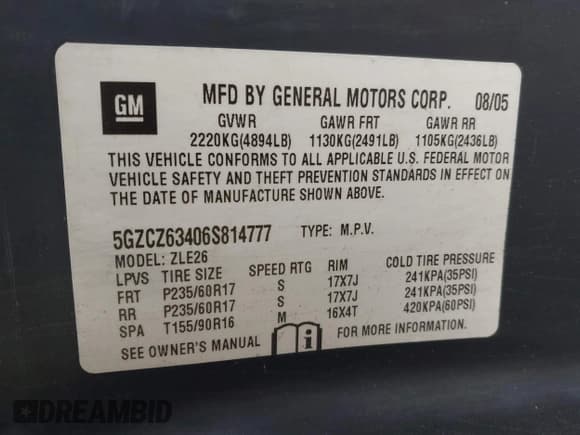 GM
MFD BY GENERAL MOTORS CORP. 08/05
GVWR GAWR FRT GAWR RR
2220KG(4894LB) 1130KG(2491LB) 1105KG(2436LB)
THIS VEHICLE CONFORMS TO ALL APPLICABLE U.S. FEDERAL MOTOR
VEHICLE SAFETY AND THEFT PREVENTION STANDARDS IN EFFECT ON
THE DATE OF MANUFACTURE SHOWN ABOVE.
5GZCZ63406S814777 TYPE: M.P.V.
MODEL: ZLE26
LPVS TIRE SIZE SPEED RTG RIM COLD TIRE PRESSURE
FRT P235/60R17 S 17X7J 241KPA(35PSI)
RR P235/60R17 S 17X7J 241KPA(35PSI)
SPA T155/90R16 M 16X4T 420KPA(60PSI)
SEE OWNER'S MANUAL i FOR MORE INFORMATION.
DREAMBID